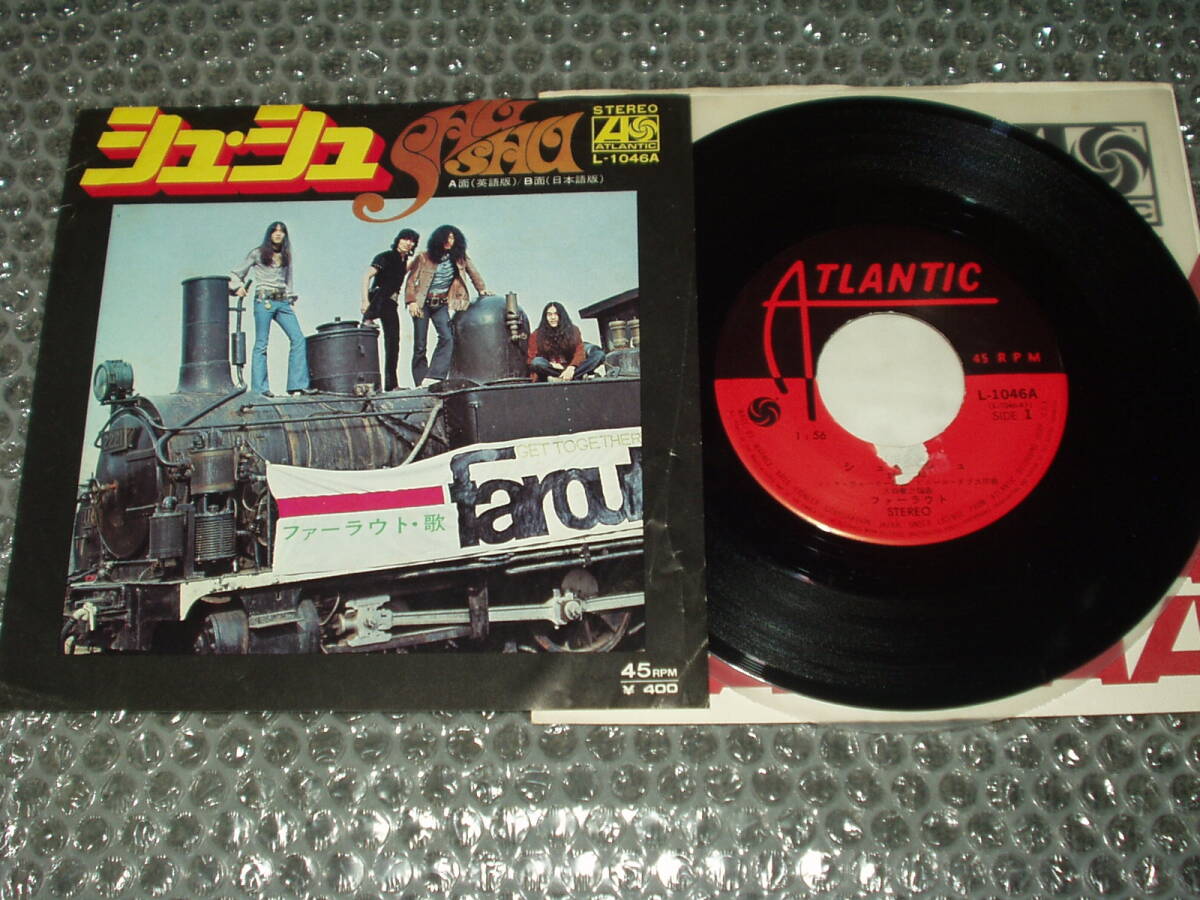 シュ・シュ
SHU SHU
STEREO
ATLANTIC
L-1046A
A面(英語版)/B面(日本語版)
GET TOGETHER
farout
ファーラウト・歌
45RPM
¥ 400
ATLANTIC
45 RPM
L-1046A
SIDE 1
1:56
ファーラウト
STEREO